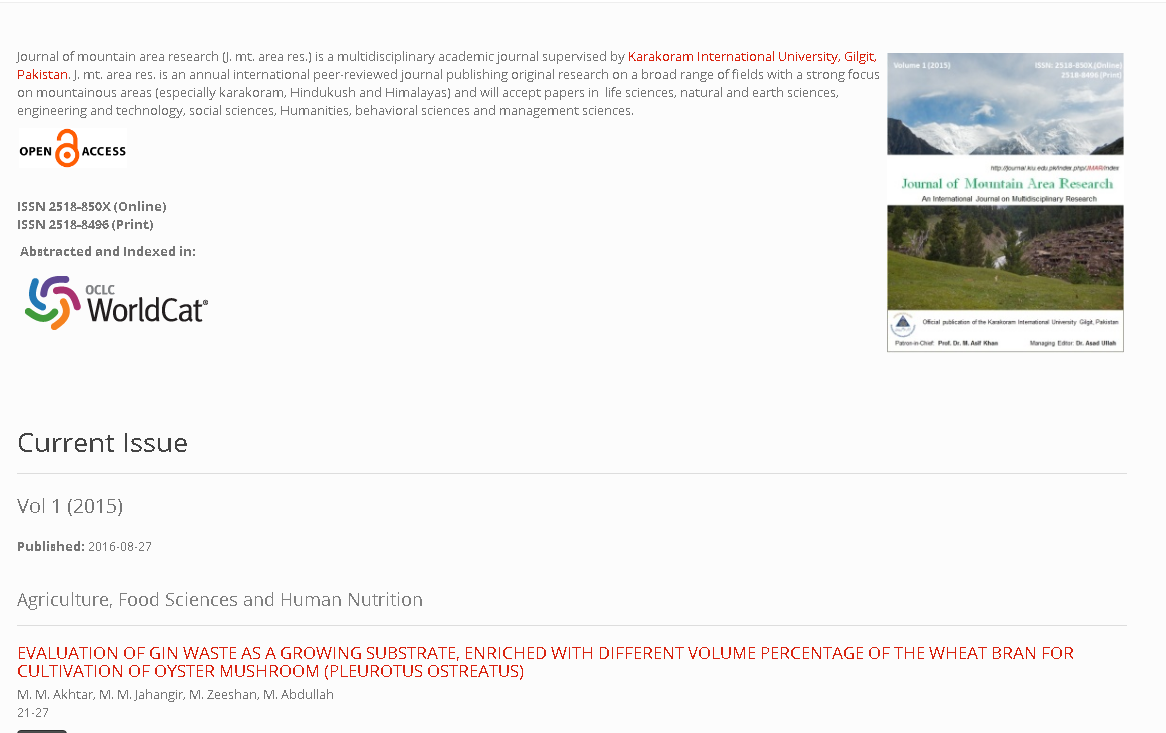 Journal of mountain area research (J. mt. area res.) is a multidisciplinary academic journal supervised by Karakoram International University, Gilgit,
Pakistan. J. mt. area res. is an annual international peer-reviewed journal publishing original research on a broad range of fields with a strong focus
on mountainous areas (especially karakoram, Hindukush and Himalayas) and will accept papers in life sciences, natural and earth sciences,
engineering and technology, social sciences, Humanities, behavioral sciences and management sciences.
OPEN ACCESS
ISSN 2518-850X (Online)
ISSN 2518-8496 (Print)
Abstracted and Indexed in:
OCLC
WorldCat®
Volume 1 (2015)
ISSN: 2518-850X,(Online)
2518-8496 (Print)
http://journal.kiu.edu.pk/index.php/JMAR/index
Journal of Mountain Area Research
An International Journal on Multidisciplinary Research
Official publication of the Karakoram International University Gilgit, Pakistan
Patron-in-Chief: Prof. Dr. M. Asif Khan
Managing Editor: Dr. Asad Ullah
Current Issue
Vol 1 (2015)
Published: 2016-08-27
Agriculture, Food Sciences and Human Nutrition
EVALUATION OF GIN WASTE AS A GROWING SUBSTRATE, ENRICHED WITH DIFFERENT VOLUME PERCENTAGE OF THE WHEAT BRAN FOR
CULTIVATION OF OYSTER MUSHROOM (PLEUROTUS OSTREATUS)
M. M. Akhtar, M. M. Jahangir, M. Zeeshan, M. Abdullah
21-27